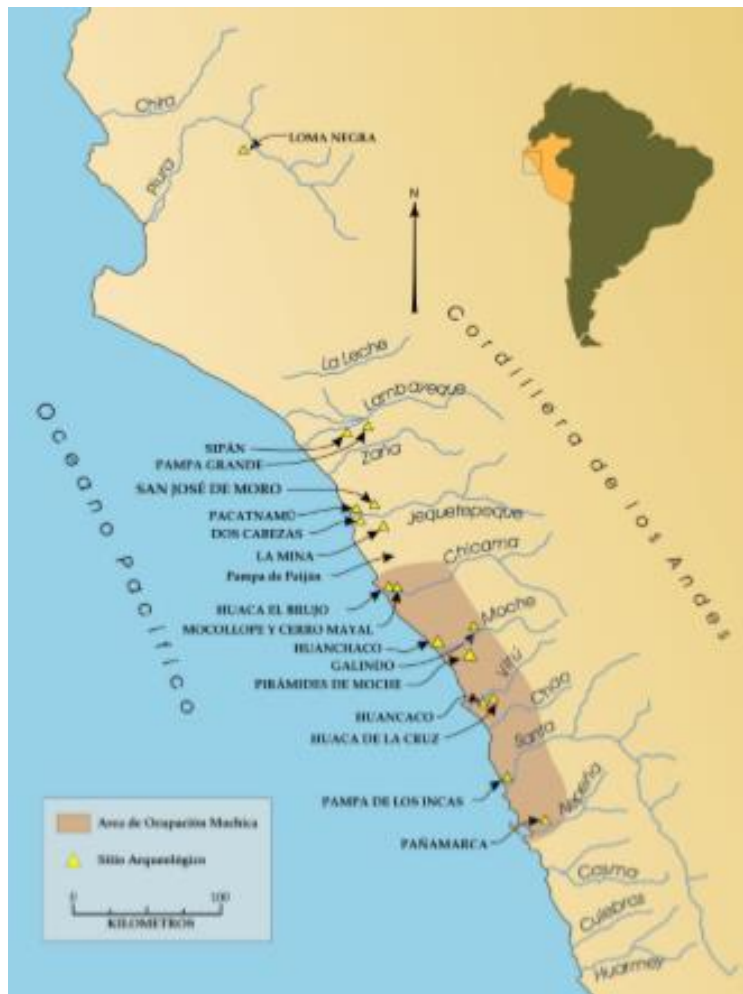 Chira
LOMA NEGRA
Piura
N
Cordillera de los Andes
La Leche
Lambayeque
Oceano Pacífico
SIPÁN
Zaña
PAMPA GRANDE
SAN JOSÉ DE MORO
PACATNAMÚ
Jequetepeque
DOS CABEZAS
LA MINA
Chicama
Pampa de Paiján
HUACA EL BRUJO
Moche
MOCOLLOPE Y CERRO MAYAL
HUANCHACO
GALINDO
Virú
PIRÁMIDES DE MOCHE
HUANCACO
HUACA DE LA CRUZ
Santa
PAMPA DE LOS INCAS
Area de Ocupación Mochica
PAÑAMARCA
Sitio Arqueológico
Casma
0 100
KILOMETROS
Culebras
Huarmey